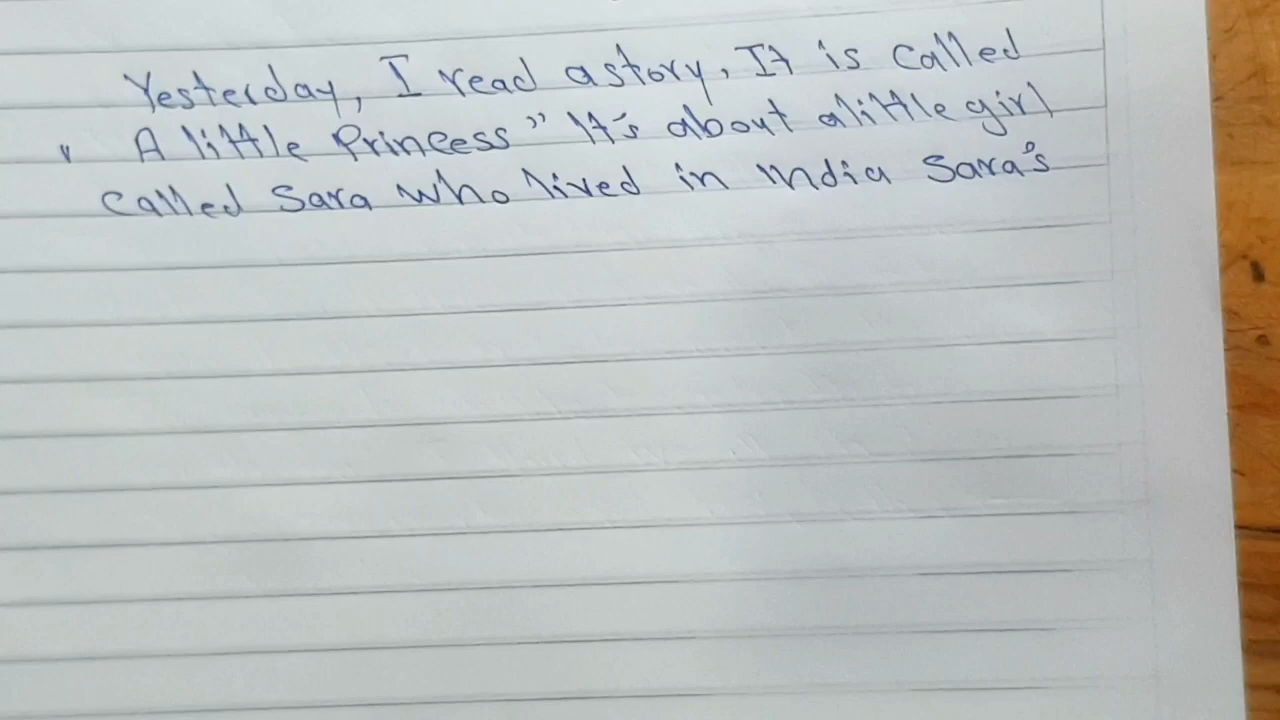 Yesterday, I read a story, It is called
" A little Princess" It's about a little girl
called Sara who lived in India Sara's